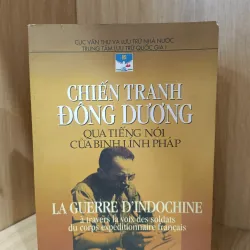 CỤC VĂN THƯ VÀ LƯU TRỮ NHÀ NƯỚC
TRUNG TÂM LƯU TRỮ QUỐC GIA I
CHIẾN TRANH
ĐÔNG DƯƠNG
QUA TIẾNG NÓI
CỦA BINH LÍNH PHÁP
LA GUERRE D'INDOCHINE
à travers la voix des soldats
du corps expéditionnaire français